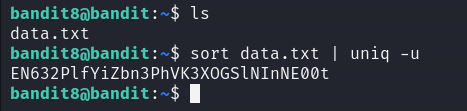 bandit8@bandit:~$ ls
data.txt
bandit8@bandit:~$ sort data.txt | uniq -u
EN632PlfYiZbn3PhVK3XOGSlNInNE00t
bandit8@bandit:~$